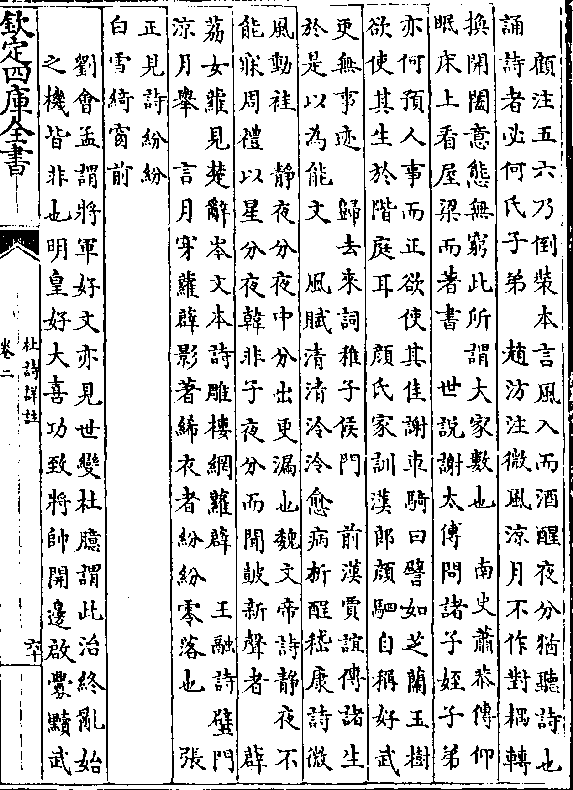 顧注五六乃倒裝本言風入而酒醒夜分猶聽詩也
誦詩者必何氏子弟　趙汸注微風涼月不作對耦轉
換開闔意態無窮此所謂大家數也　南史蕭恭傳仰
眠床上看屋梁而著書　世說謝太傅問諸子姪子弟
亦何預人事而正欲使其佳謝車騎曰譬如芝蘭玉樹
欲使其生於階庭耳　顔氏家訓漢郎顔駟自稱好武
更無事迹　歸去來詞稚子候門　前漢賈誼傳諸生
於是以為能文　風賦清清泠泠愈病析酲嵇康詩微
風動袿　靜夜分夜中分出更漏也魏文帝詩静夜不
能寐周禮以星分夜韓非子夜分而聞皷新聲者　薜
荔女蘿見楚辭岑文本詩雕樓網蘿薜　王融詩璧門
涼月舉　言月穿蘿薜影著絺衣者紛紛零落也　張
正見詩紛紛
白雪綺窗前
劉會孟謂將軍好文亦見世變杜臆謂此治終亂始
之機皆非也明皇好大喜功致將帥開邊啟釁黷武
欽定四庫全書
杜詩詳註
卷二
六十